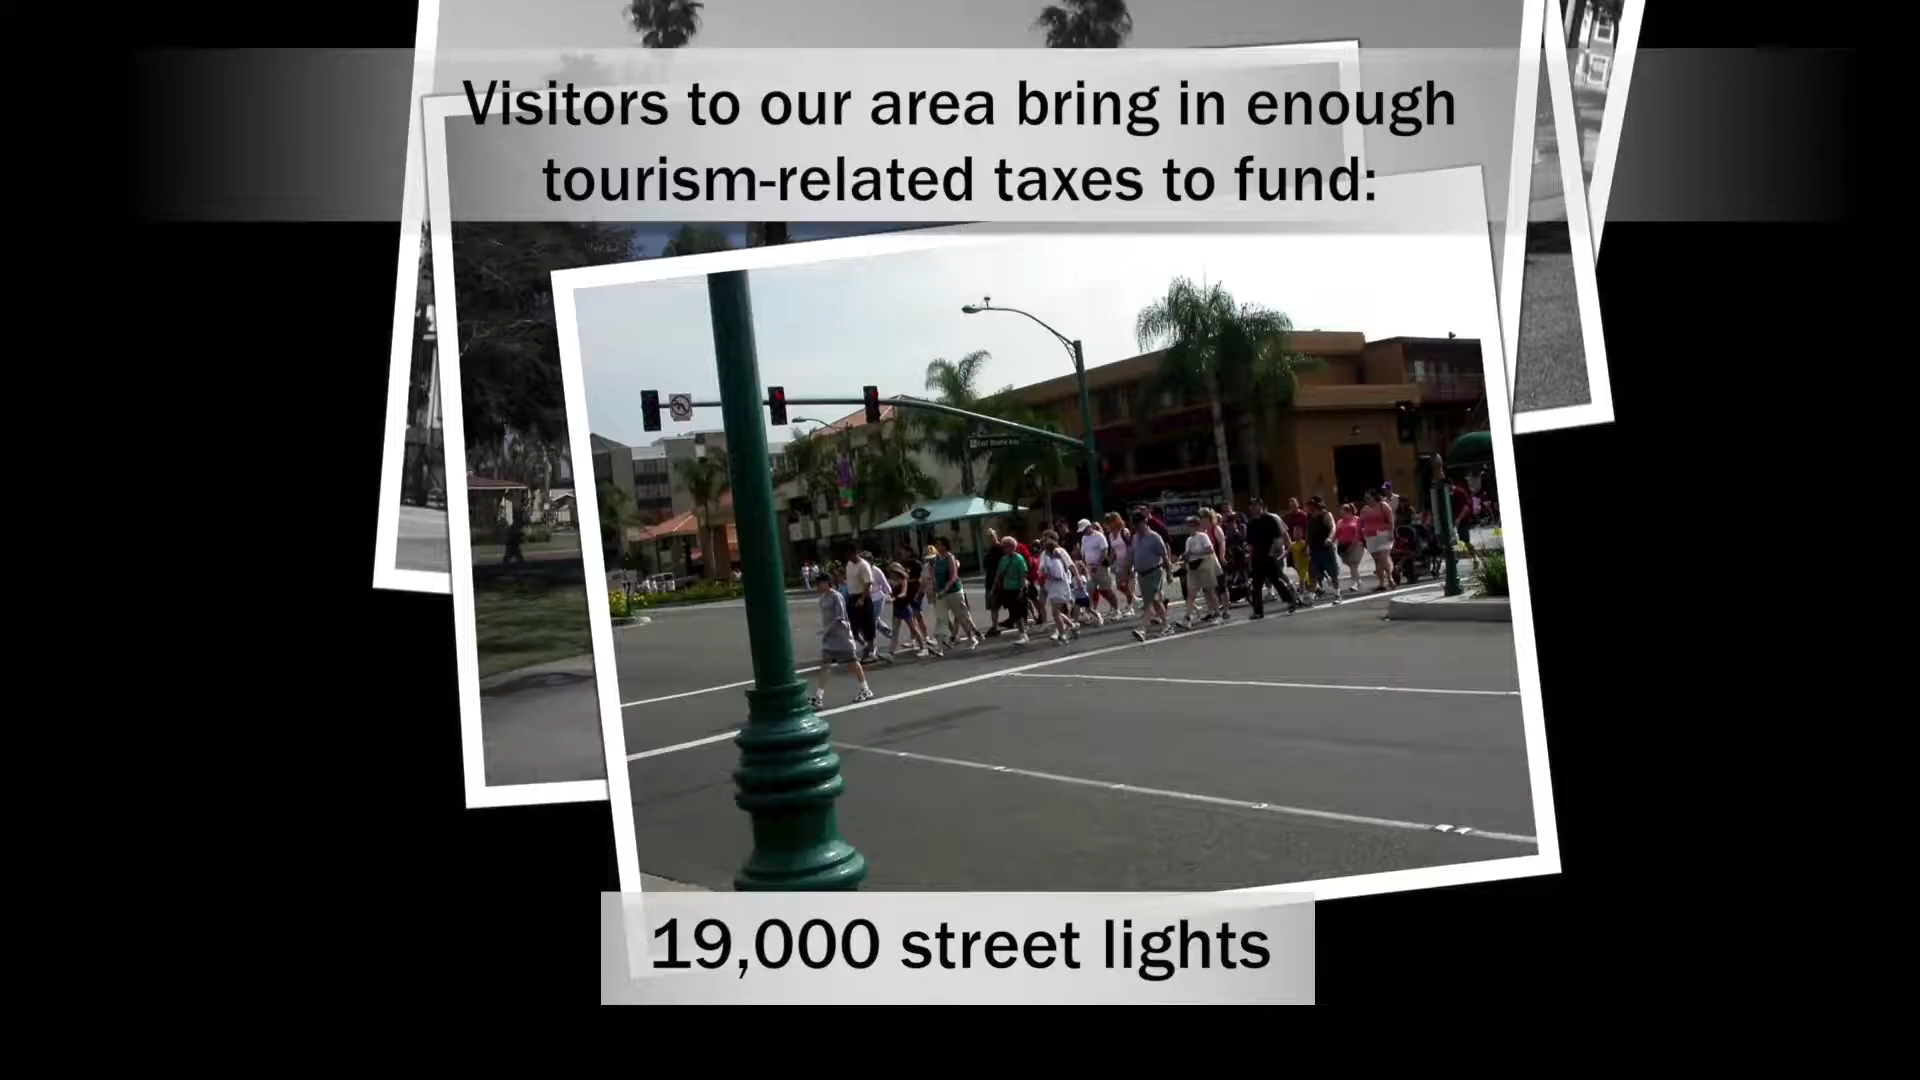 Visitors to our area bring in enough
tourism-related taxes to fund:
19,000 street lights